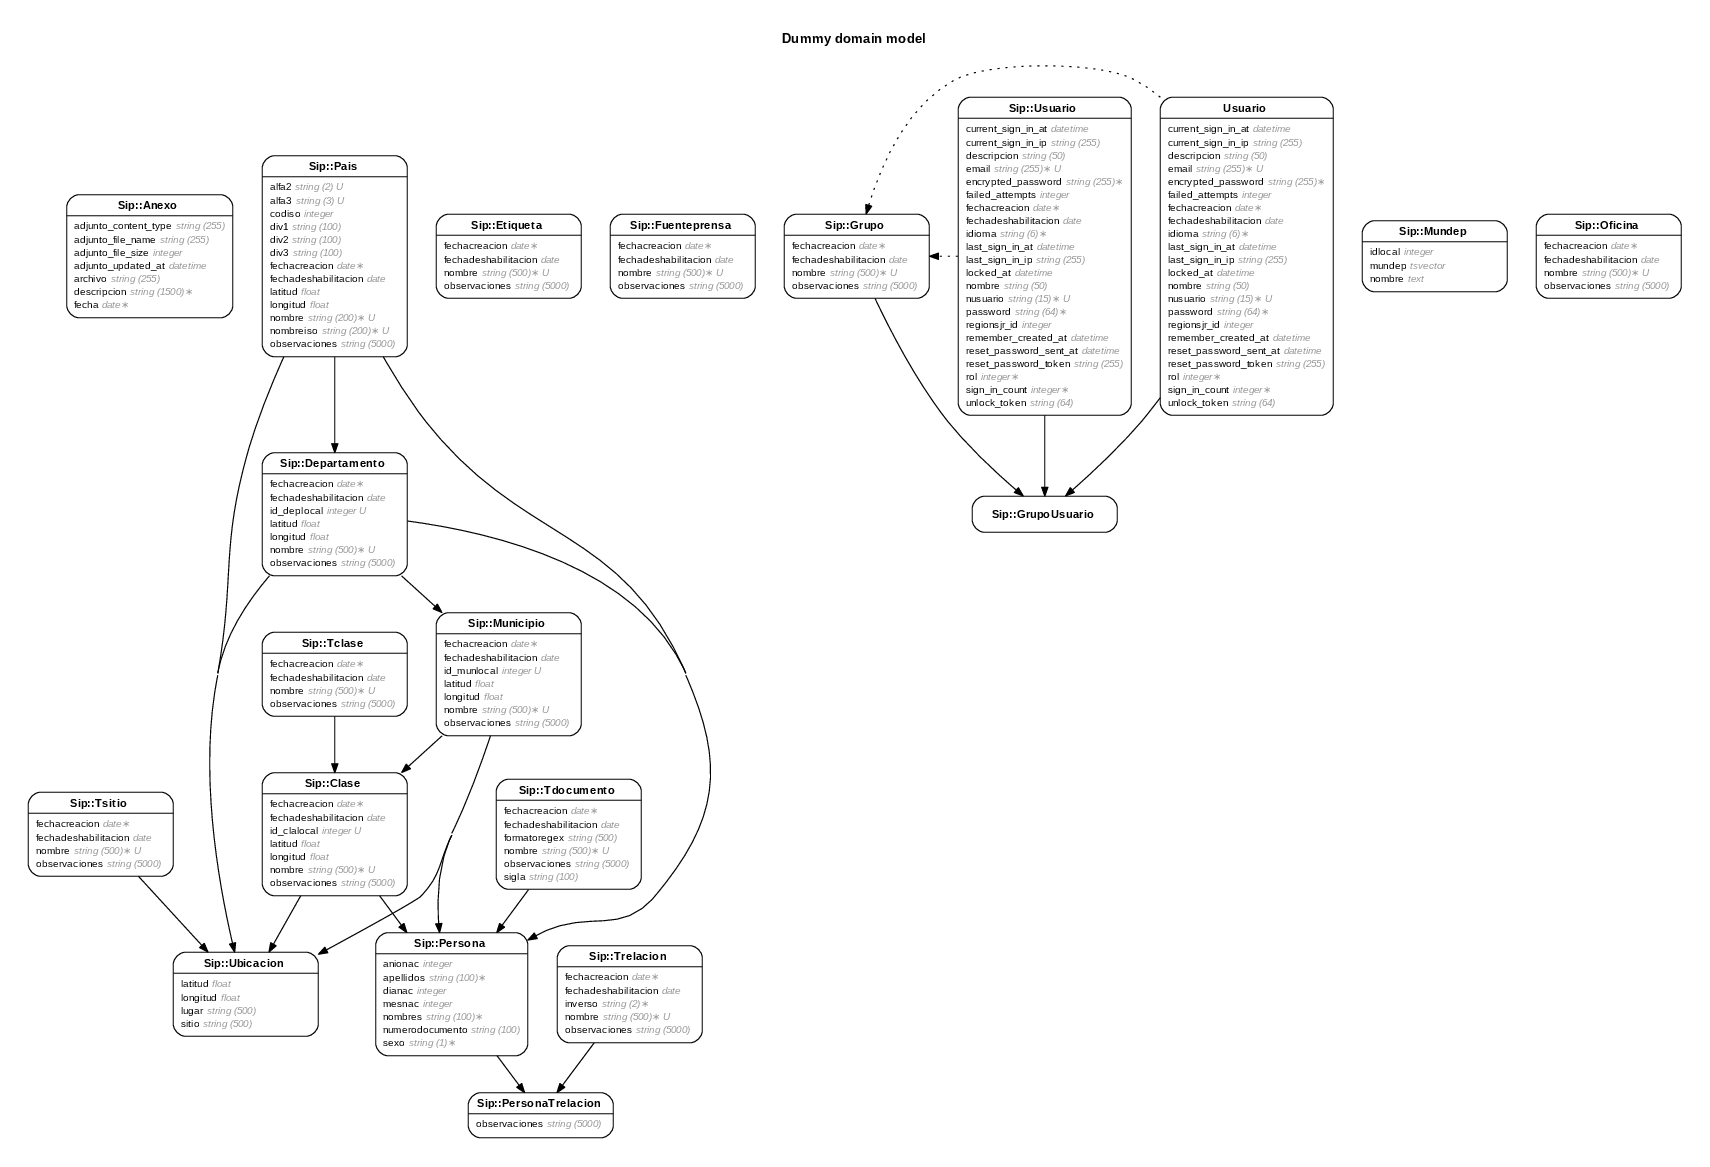 Dummy domain model
Sip::Anexo
adjunto_content_type string (255)
adjunto_file_name string (255)
adjunto_file_size integer
adjunto_updated_at datetime
archivo string (255)
descripcion string (1500)∗
fecha date∗
Sip::Pais
alfa2 string (2) U
alfa3 string (3) U
codiso integer
div1 string (100)
div2 string (100)
div3 string (100)
fechacreacion date∗
fechadeshabilitacion date
latitud float
longitud float
nombre string (200)∗ U
nombreiso string (200)∗ U
observaciones string (5000)
Sip::Etiqueta
fechacreacion date∗
fechadeshabilitacion date
nombre string (500)∗ U
observaciones string (5000)
Sip::Fuenteprensa
fechacreacion date∗
fechadeshabilitacion date
nombre string (500)∗ U
observaciones string (5000)
Sip::Grupo
fechacreacion date∗
fechadeshabilitacion date
nombre string (500)∗ U
observaciones string (5000)
Sip::Usuario
current_sign_in_at datetime
current_sign_in_ip string (255)
descripcion string (50)
email string (255)∗ U
encrypted_password string (255)∗
failed_attempts integer
fechacreacion date∗
fechadeshabilitacion date
idioma string (6)∗
last_sign_in_at datetime
last_sign_in_ip string (255)
locked_at datetime
nombre string (50)
nusuario string (15)∗ U
password string (64)∗
regionsjr_id integer
remember_created_at datetime
reset_password_sent_at datetime
reset_password_token string (255)
rol integer∗
sign_in_count integer∗
unlock_token string (64)
Usuario
current_sign_in_at datetime
current_sign_in_ip string (255)
descripcion string (50)
email string (255)∗ U
encrypted_password string (255)∗
failed_attempts integer
fechacreacion date∗
fechadeshabilitacion date
idioma string (6)∗
last_sign_in_at datetime
last_sign_in_ip string (255)
locked_at datetime
nombre string (50)
nusuario string (15)∗ U
password string (64)∗
regionsjr_id integer
remember_created_at datetime
reset_password_sent_at datetime
reset_password_token string (255)
rol integer∗
sign_in_count integer∗
unlock_token string (64)
Sip::Mundep
idlocal integer
mundep tsvector
nombre text
Sip::Oficina
fechacreacion date∗
fechadeshabilitacion date
nombre string (500)∗ U
observaciones string (5000)
Sip::Departamento
fechacreacion date∗
fechadeshabilitacion date
id_deplocal integer U
latitud float
longitud float
nombre string (500)∗ U
observaciones string (5000)
Sip::GrupoUsuario
Sip::Municipio
fechacreacion date∗
fechadeshabilitacion date
id_munlocal integer U
latitud float
longitud float
nombre string (500)∗ U
observaciones string (5000)
Sip::Tclase
fechacreacion date∗
fechadeshabilitacion date
nombre string (500)∗ U
observaciones string (5000)
Sip::Clase
fechacreacion date∗
fechadeshabilitacion date
id_clalocal integer U
latitud float
longitud float
nombre string (500)∗ U
observaciones string (5000)
Sip::Tdocumento
fechacreacion date∗
fechadeshabilitacion date
formatoregex string (500)
nombre string (500)∗ U
observaciones string (5000)
sigla string (100)
Sip::Tsitio
fechacreacion date∗
fechadeshabilitacion date
nombre string (500)∗ U
observaciones string (5000)
Sip::Ubicacion
latitud float
longitud float
lugar string (500)
sitio string (500)
Sip::Persona
anionac integer
apellidos string (100)∗
dianac integer
mesnac integer
nombres string (100)∗
numerodocumento string (100)
sexo string (1)∗
Sip::Trelacion
fechacreacion date∗
fechadeshabilitacion date
inverso string (2)∗
nombre string (500)∗ U
observaciones string (5000)
Sip::PersonaTrelacion
observaciones string (5000)